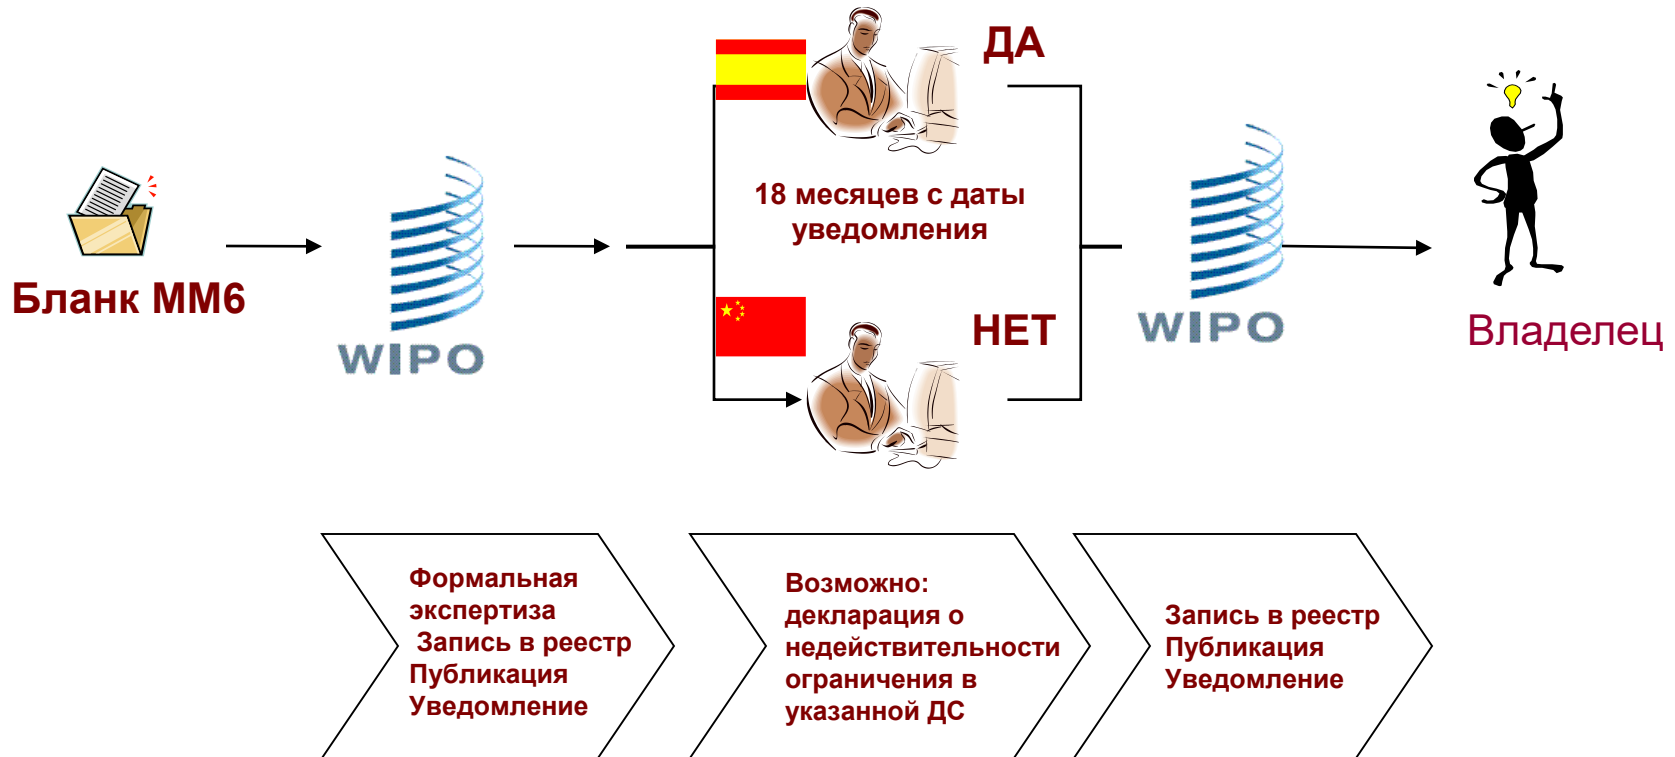 ДА
18 месяцев с даты
уведомления
Бланк ММ6
WIPO
НЕТ
WIPO
Владелец
Формальная
экспертиза
Запись в реестр
Публикация
Уведомление
Возможно:
декларация о
недействительности
ограничения в
указанной ДС
Запись в реестр
Публикация
Уведомление